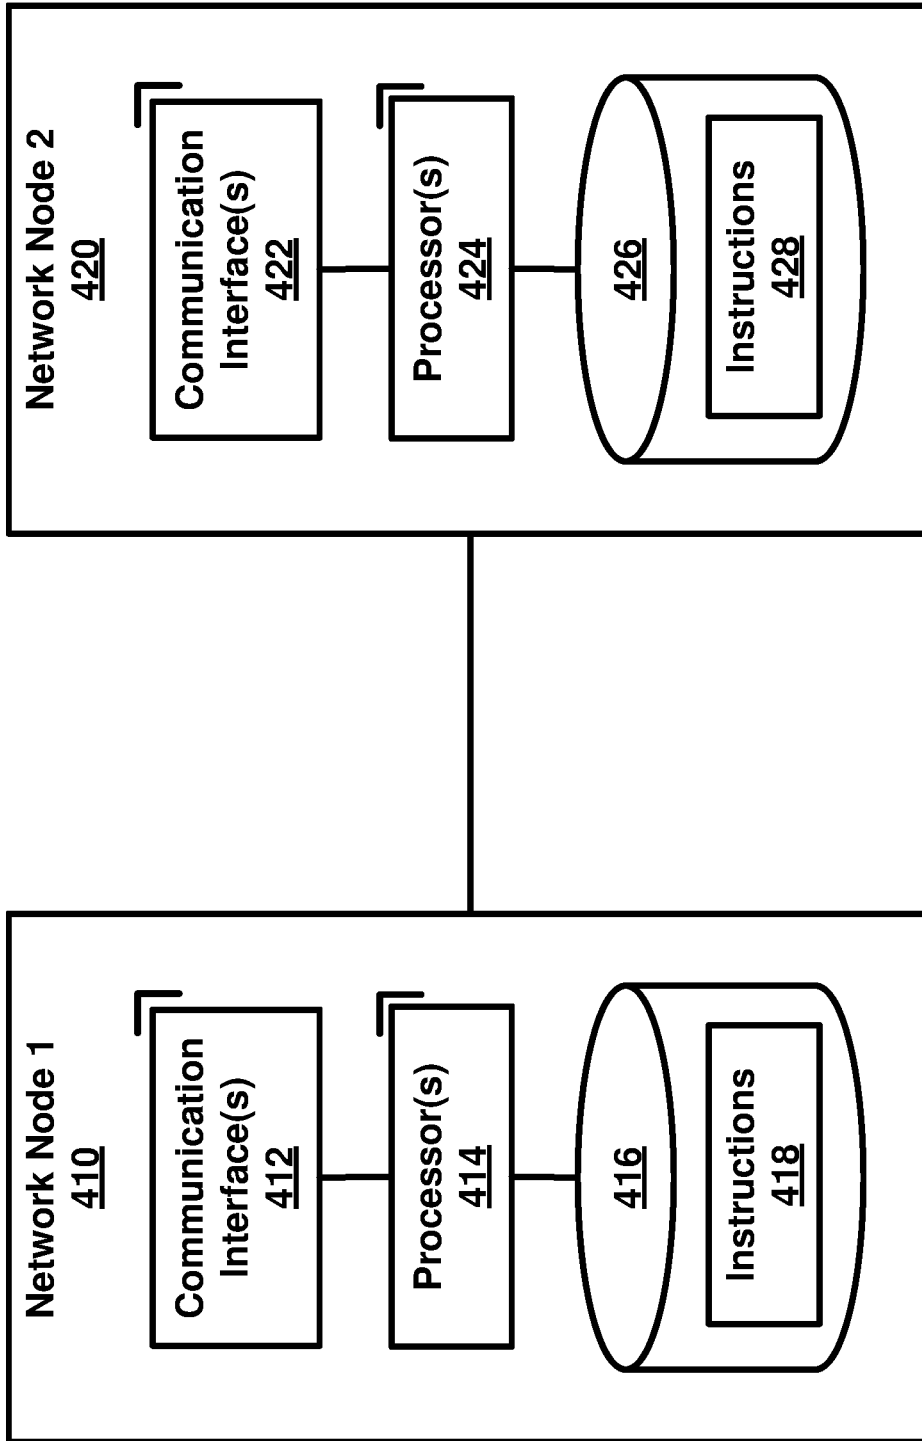 Network Node 1
410
Communication
Interface(s)
412
Processor(s)
414
416
Instructions
418
Network Node 2
420
Communication
Interface(s)
422
Processor(s)
424
426
Instructions
428